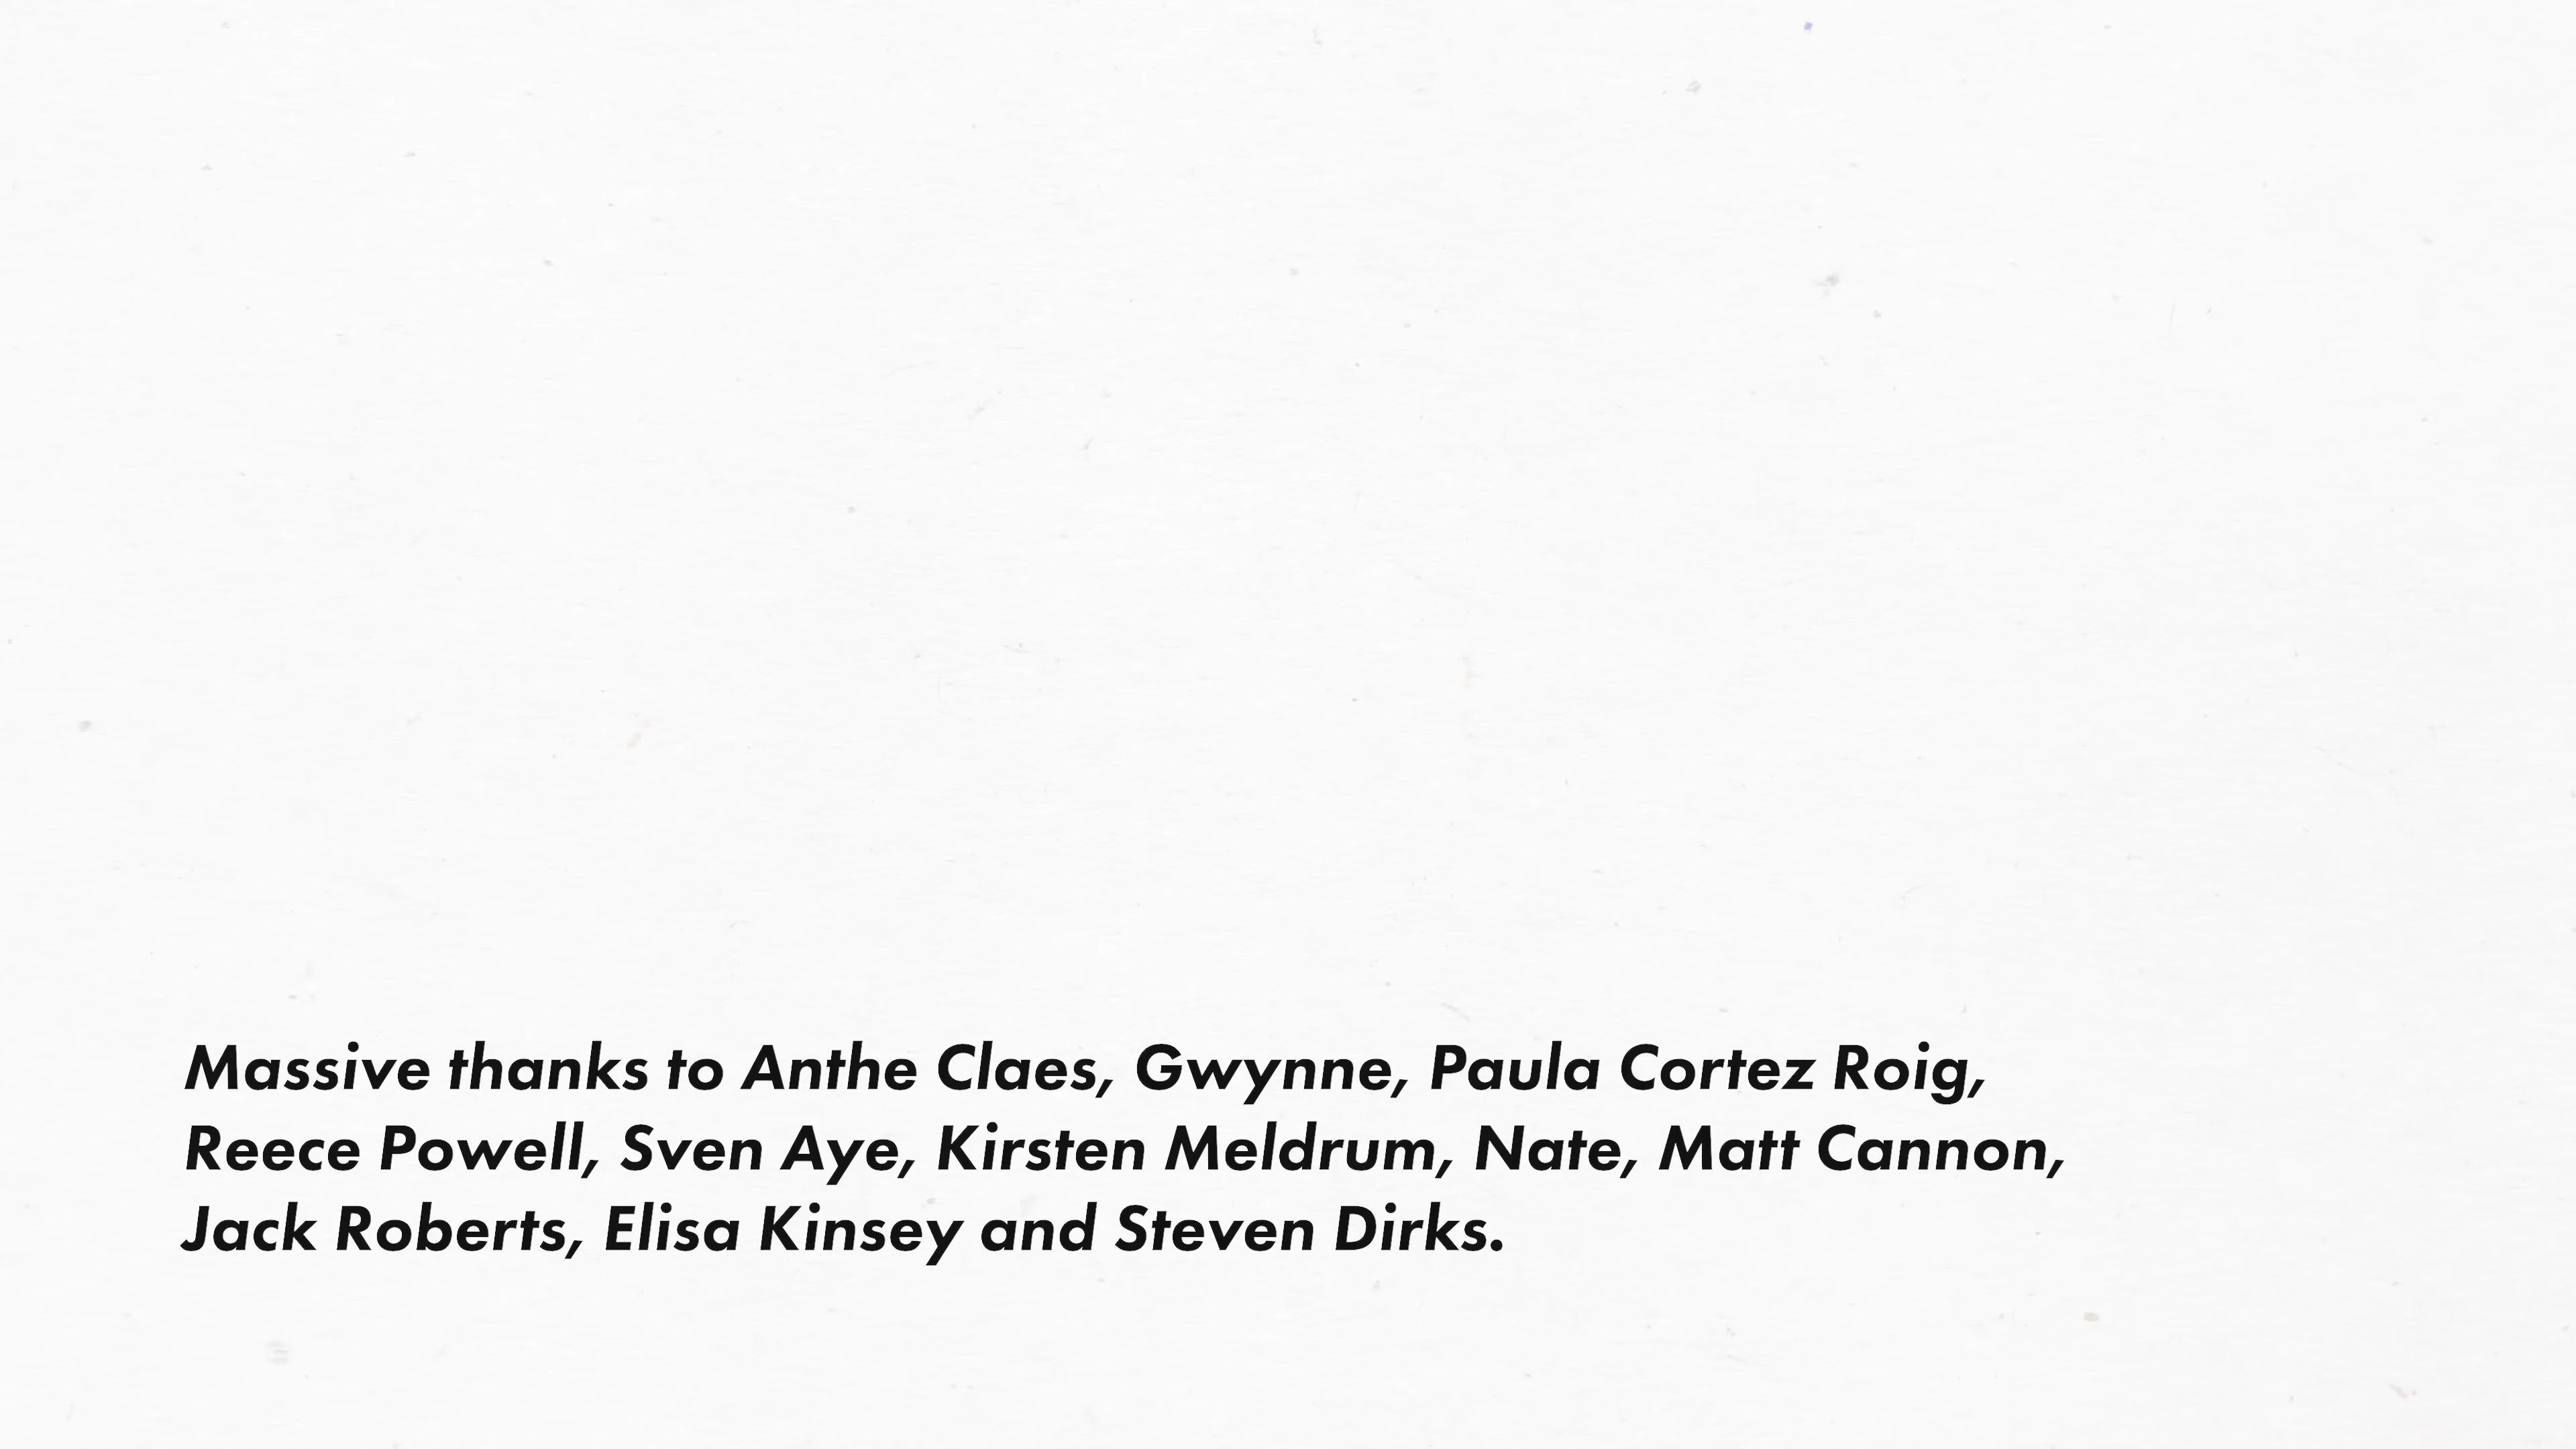 Massive thanks to Anthe Claes, Gwynne, Paula Cortez Roig,
Reece Powell, Sven Aye, Kirsten Meldrum, Nate, Matt Cannon,
Jack Roberts, Elisa Kinsey and Steven Dirks.